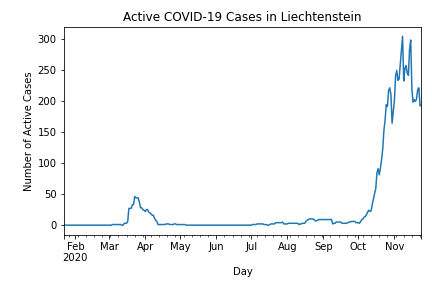 Active COVID-19 Cases in Liechtenstein
Number of Active Cases
300
250
200
150
100
50
0
Feb Mar Apr May Jun Jul Aug Sep Oct Nov
2020
Day